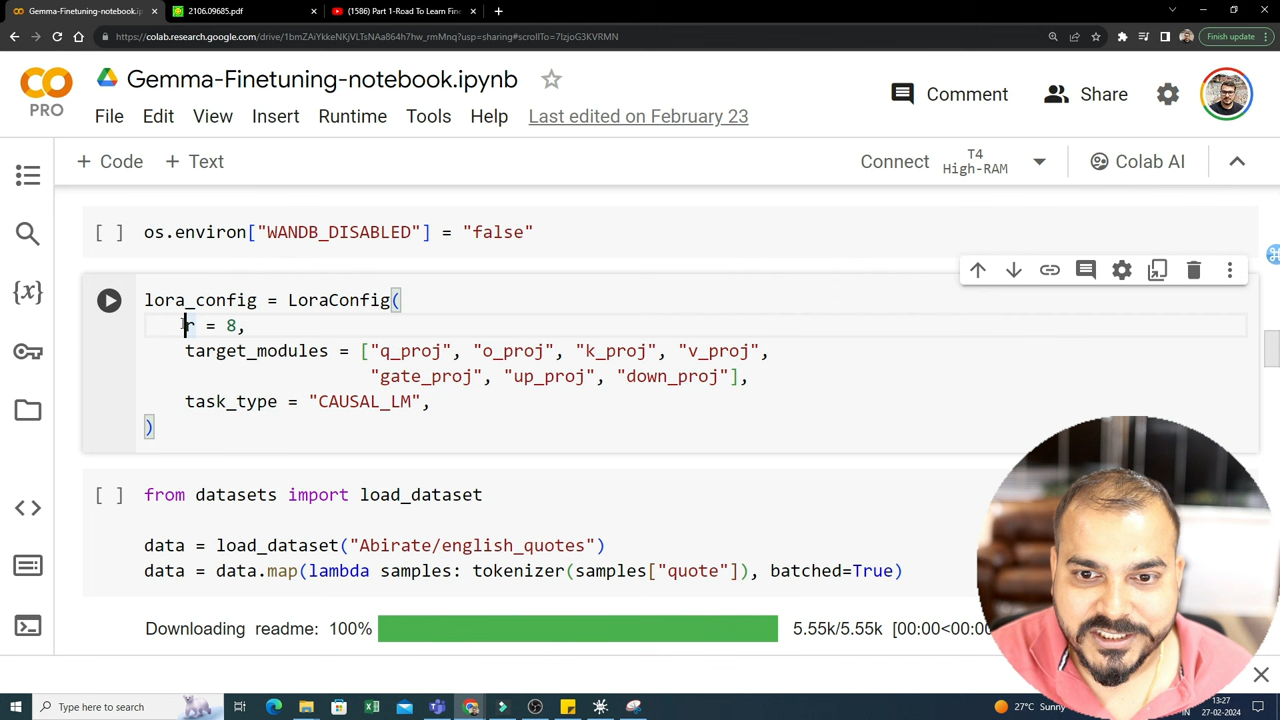 Gemma-Finetuning-notebook.ip
2106.09685.pdf
(1586) Part 1-Road To Learn Fine
https://colab.research.google.com/drive/1bmZAiYkkeNKjVLTsNAa864h7hw_rmMnq?usp=sharing#scrollTo=7lzjoG3KVRMN
Finish update
PRO
Gemma-Finetuning-notebook.ipynb
Comment
Share
File Edit View Insert Runtime Tools Help Last edited on February 23
+ Code + Text
Connect
T4
High-RAM
Colab AI
[ ] os.environ["WANDB_DISABLED"] = "false"
lora_config = LoraConfig(
r = 8,
target_modules = ["q_proj", "o_proj", "k_proj", "v_proj",
"gate_proj", "up_proj", "down_proj"],
task_type = "CAUSAL_LM",
)
[ ] from datasets import load_dataset
data = load_dataset("Abirate/english_quotes")
data = data.map(lambda samples: tokenizer(samples["quote"]), batched=True)
Downloading readme: 100% 5.55k/5.55k [00:00<00:00
Type here to search
27°C Sunny
ENG
IN
13:27
27-02-2024